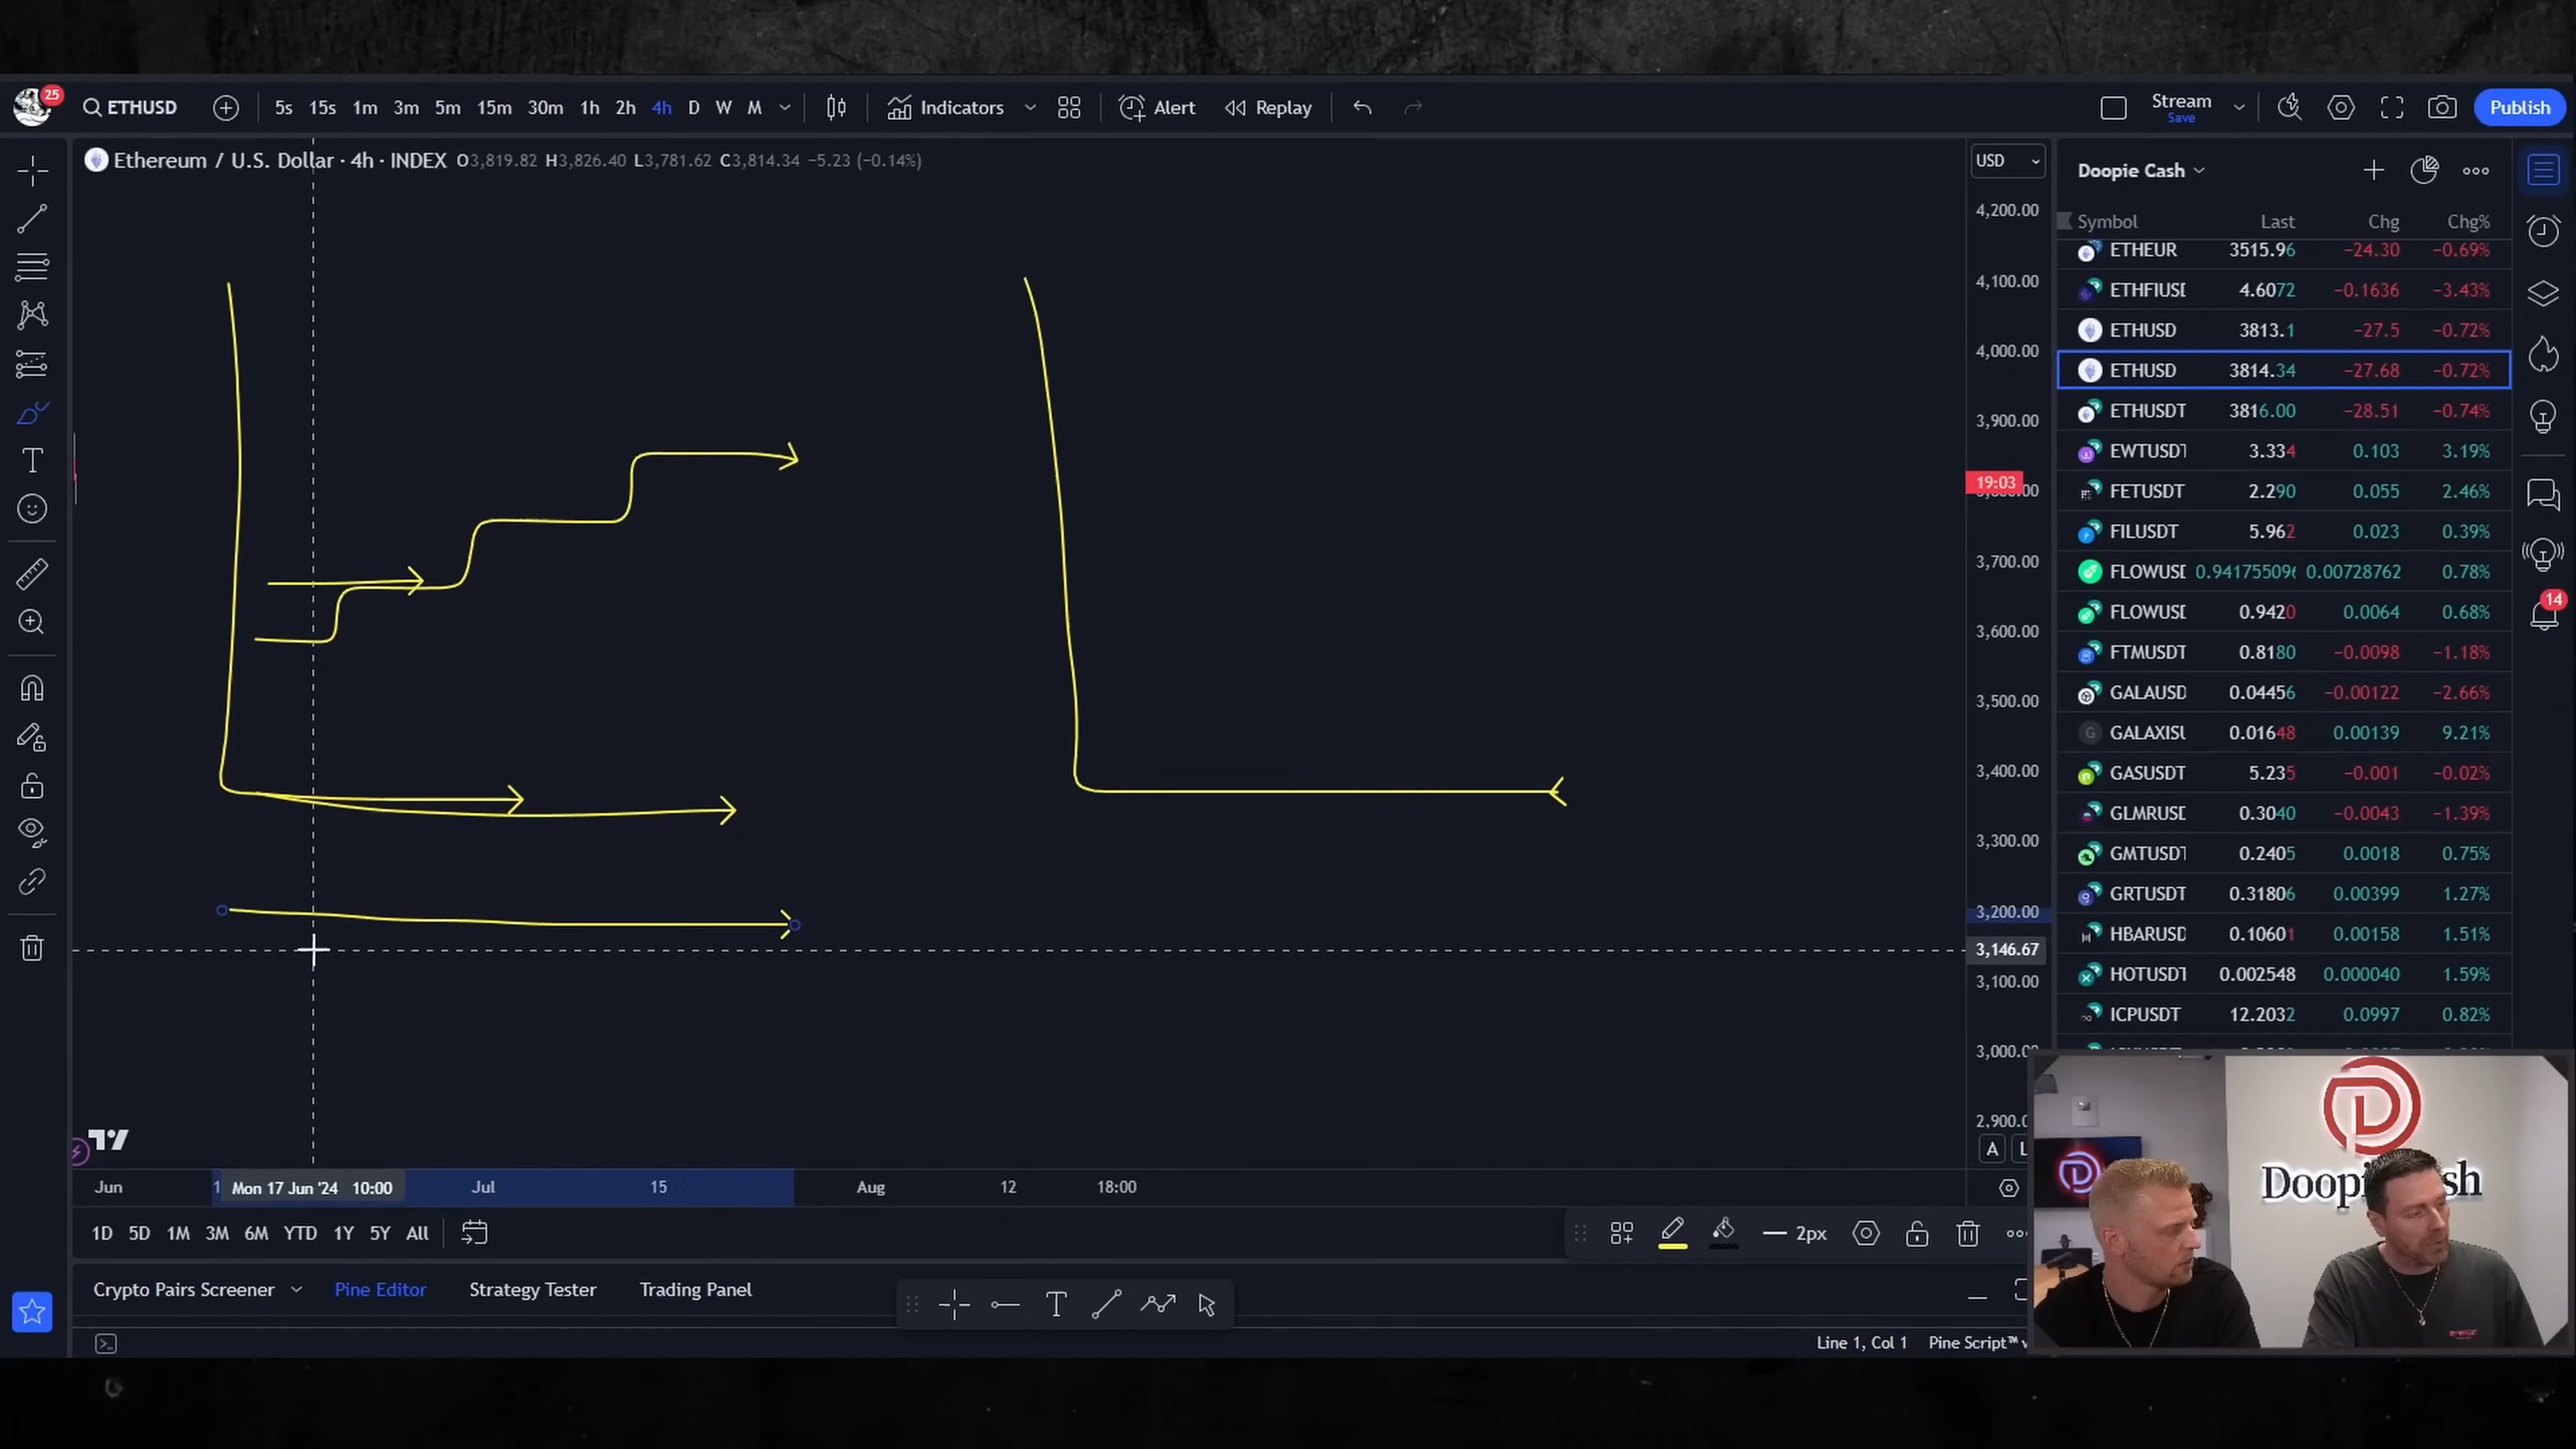 25
ETHUSD 5s 15s 1m 3m 5m 15m 30m 1h 2h 4h D W M Indicators Alert Replay Stream Save Publish
Ethereum / U.S. Dollar · 4h · INDEX O3,819.82 H3,826.40 L3,781.62 C3,814.34 −5.23 (−0.14%)
USD
4,200.00
4,100.00
4,000.00
3,900.00
19:03
3,700.00
3,600.00
3,500.00
3,400.00
3,300.00
3,200.00
3,146.67
3,100.00
3,000.0
2,900.
A L
Jun 1 Mon 17 Jun '24 10:00 Jul 15 Aug 12 18:00
1D 5D 1M 3M 6M YTD 1Y 5Y All
2px
Crypto Pairs Screener Pine Editor Strategy Tester Trading Panel
Line 1, Col 1 Pine Script™
Doopie Cash
Symbol Last Chg Chg%
ETHEUR 3515.96 −24.30 −0.69%
ETHFIUSD 4.6072 −0.1636 −3.43%
ETHUSD 3813.1 −27.5 −0.72%
ETHUSD 3814.34 −27.68 −0.72%
ETHUSDT 3816.00 −28.51 −0.74%
EWTUSDT 3.334 0.103 3.19%
FETUSDT 2.290 0.055 2.46%
FILUSDT 5.962 0.023 0.39%
FLOWUSD 0.941755096 0.00728762 0.78%
FLOWUSD 0.9420 0.0064 0.68%
FTMUSDT 0.8180 −0.0098 −1.18%
GALAUSD 0.04456 −0.00122 −2.66%
GALAXISU 0.01648 0.00139 9.21%
GASUSDT 5.235 −0.001 −0.02%
GLMRUSD 0.3040 −0.0043 −1.39%
GMTUSDT 0.2405 0.0018 0.75%
GRTUSDT 0.31806 0.00399 1.27%
HBARUSD 0.10601 0.00158 1.51%
HOTUSDT 0.002548 0.000040 1.59%
ICPUSDT 12.2032 0.0997 0.82%
14